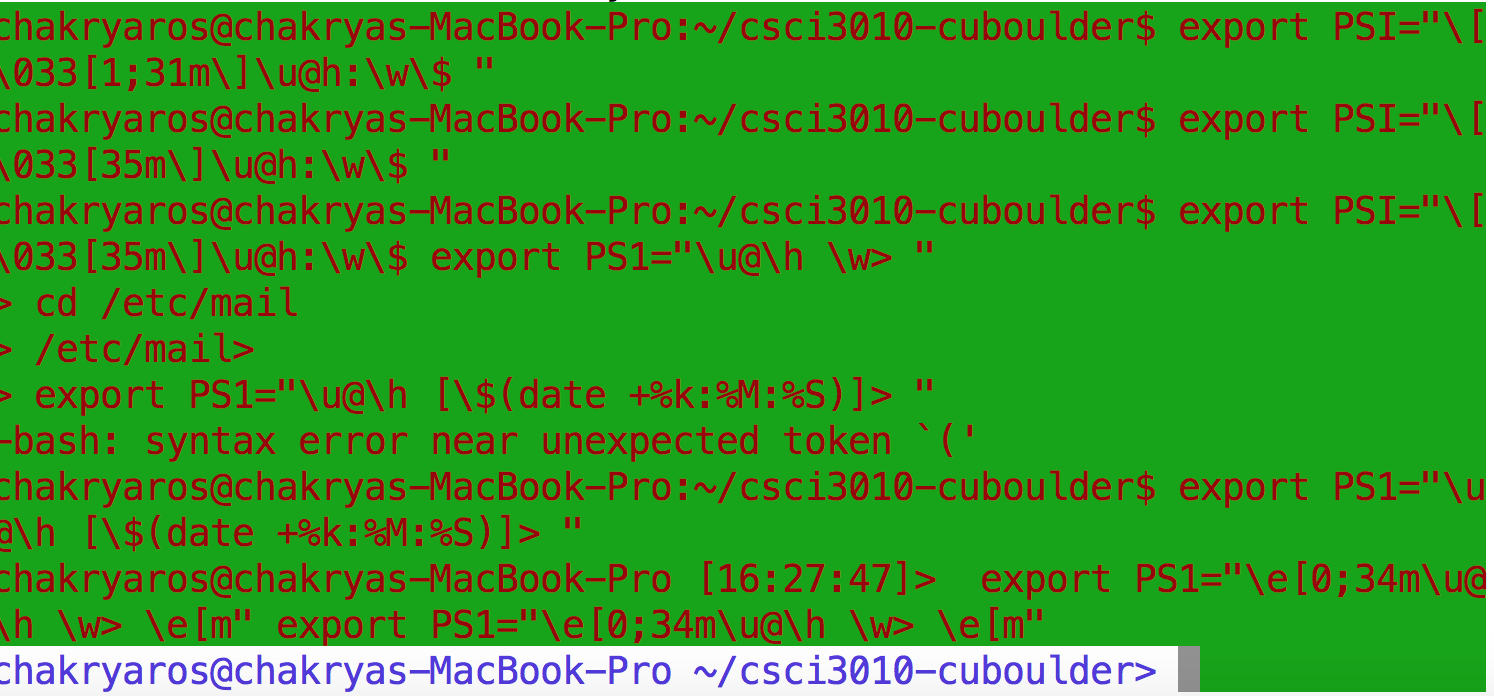 chakryaros@chakryas-MacBook-Pro:~/csci3010-cuboulder$ export PSI="\[
\033[1;31m\]\u@h:\w\$ "
chakryaros@chakryas-MacBook-Pro:~/csci3010-cuboulder$ export PSI="\[
\033[35m\]\u@h:\w\$ "
chakryaros@chakryas-MacBook-Pro:~/csci3010-cuboulder$ export PSI="\[
\033[35m\]\u@h:\w\$ export PS1="\u@\h \w> "
> cd /etc/mail
> /etc/mail>
> export PS1="\u@\h [\$(date +%k:%M:%S)]> "
-bash: syntax error near unexpected token `('
chakryaros@chakryas-MacBook-Pro:~/csci3010-cuboulder$ export PS1="\u
@\h [\$(date +%k:%M:%S)]> "
chakryaros@chakryas-MacBook-Pro [16:27:47]>  export PS1="\e[0;34m\u@
\h \w> \e[m" export PS1="\e[0;34m\u@\h \w> \e[m"
chakryaros@chakryas-MacBook-Pro ~/csci3010-cuboulder>